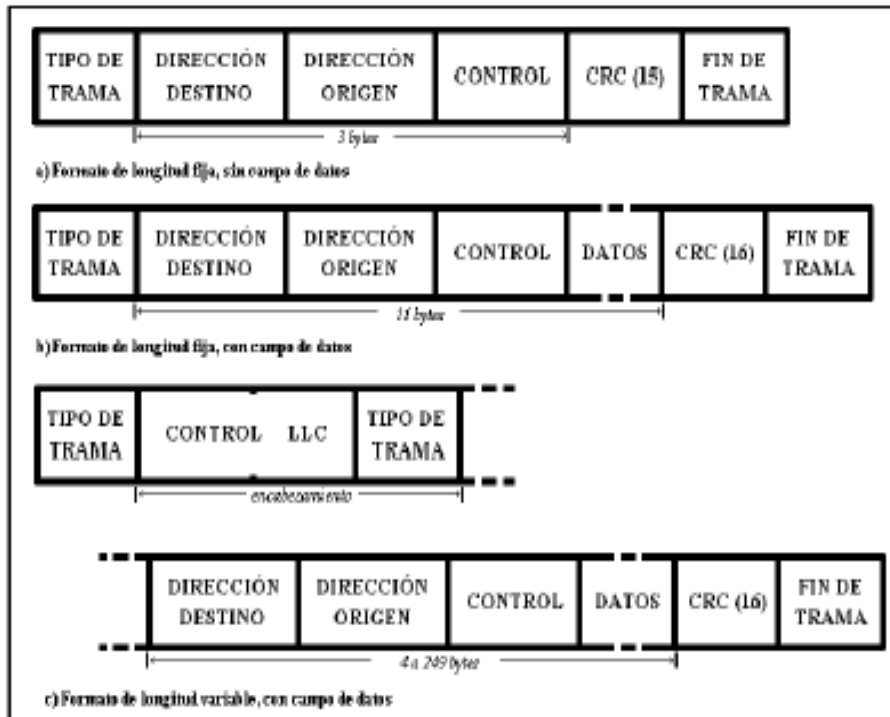 TIPO DE TRAMA
DIRECCIÓN DESTINO
DIRECCIÓN ORIGEN
CONTROL
CRC (15)
FIN DE TRAMA
3 bytes
a) Formato de longitud fija, sin campo de datos
TIPO DE TRAMA
DIRECCIÓN DESTINO
DIRECCIÓN ORIGEN
CONTROL
DATOS
CRC (16)
FIN DE TRAMA
11 bytes
b) Formato de longitud fija, con campo de datos
TIPO DE TRAMA
CONTROL LLC
TIPO DE TRAMA
encabezamiento
DIRECCIÓN DESTINO
DIRECCIÓN ORIGEN
CONTROL
DATOS
CRC (16)
FIN DE TRAMA
4 a 249 bytes
c) Formato de longitud variable, con campo de datos